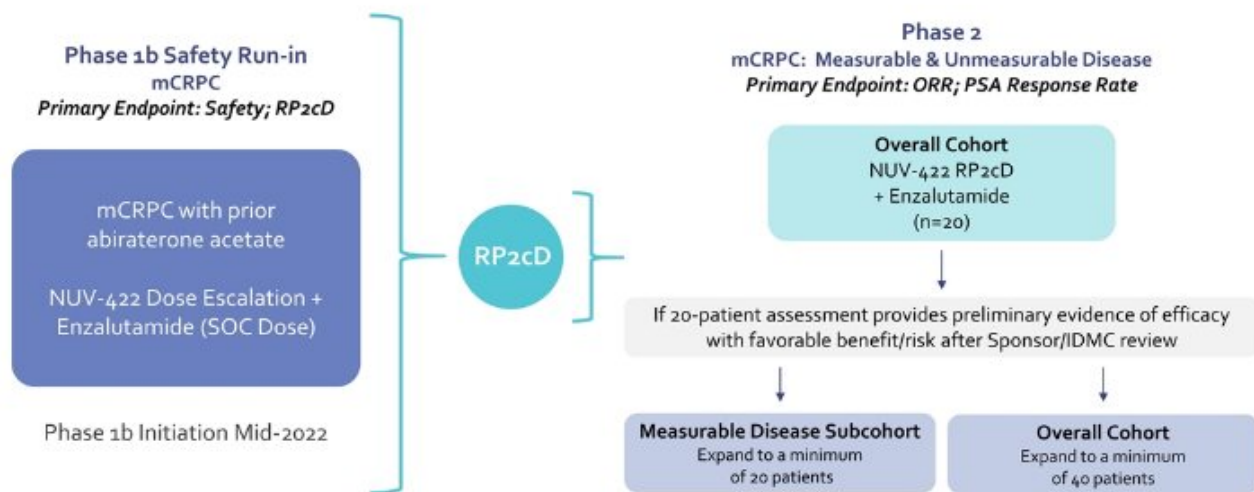 Phase 1b Safety Run-in
mCRPC
Primary Endpoint: Safety; RP2cD
mCRPC with prior
abiraterone acetate
NUV-422 Dose Escalation +
Enzalutamide (SOC Dose)
Phase 1b Initiation Mid-2022
RP2cD
Phase 2
mCRPC: Measurable & Unmeasurable Disease
Primary Endpoint: ORR; PSA Response Rate
Overall Cohort
NUV-422 RP2cD
+ Enzalutamide
(n=20)
If 20-patient assessment provides preliminary evidence of efficacy
with favorable benefit/risk after Sponsor/IDMC review
Measurable Disease Subcohort
Expand to a minimum
of 20 patients
Overall Cohort
Expand to a minimum
of 40 patients